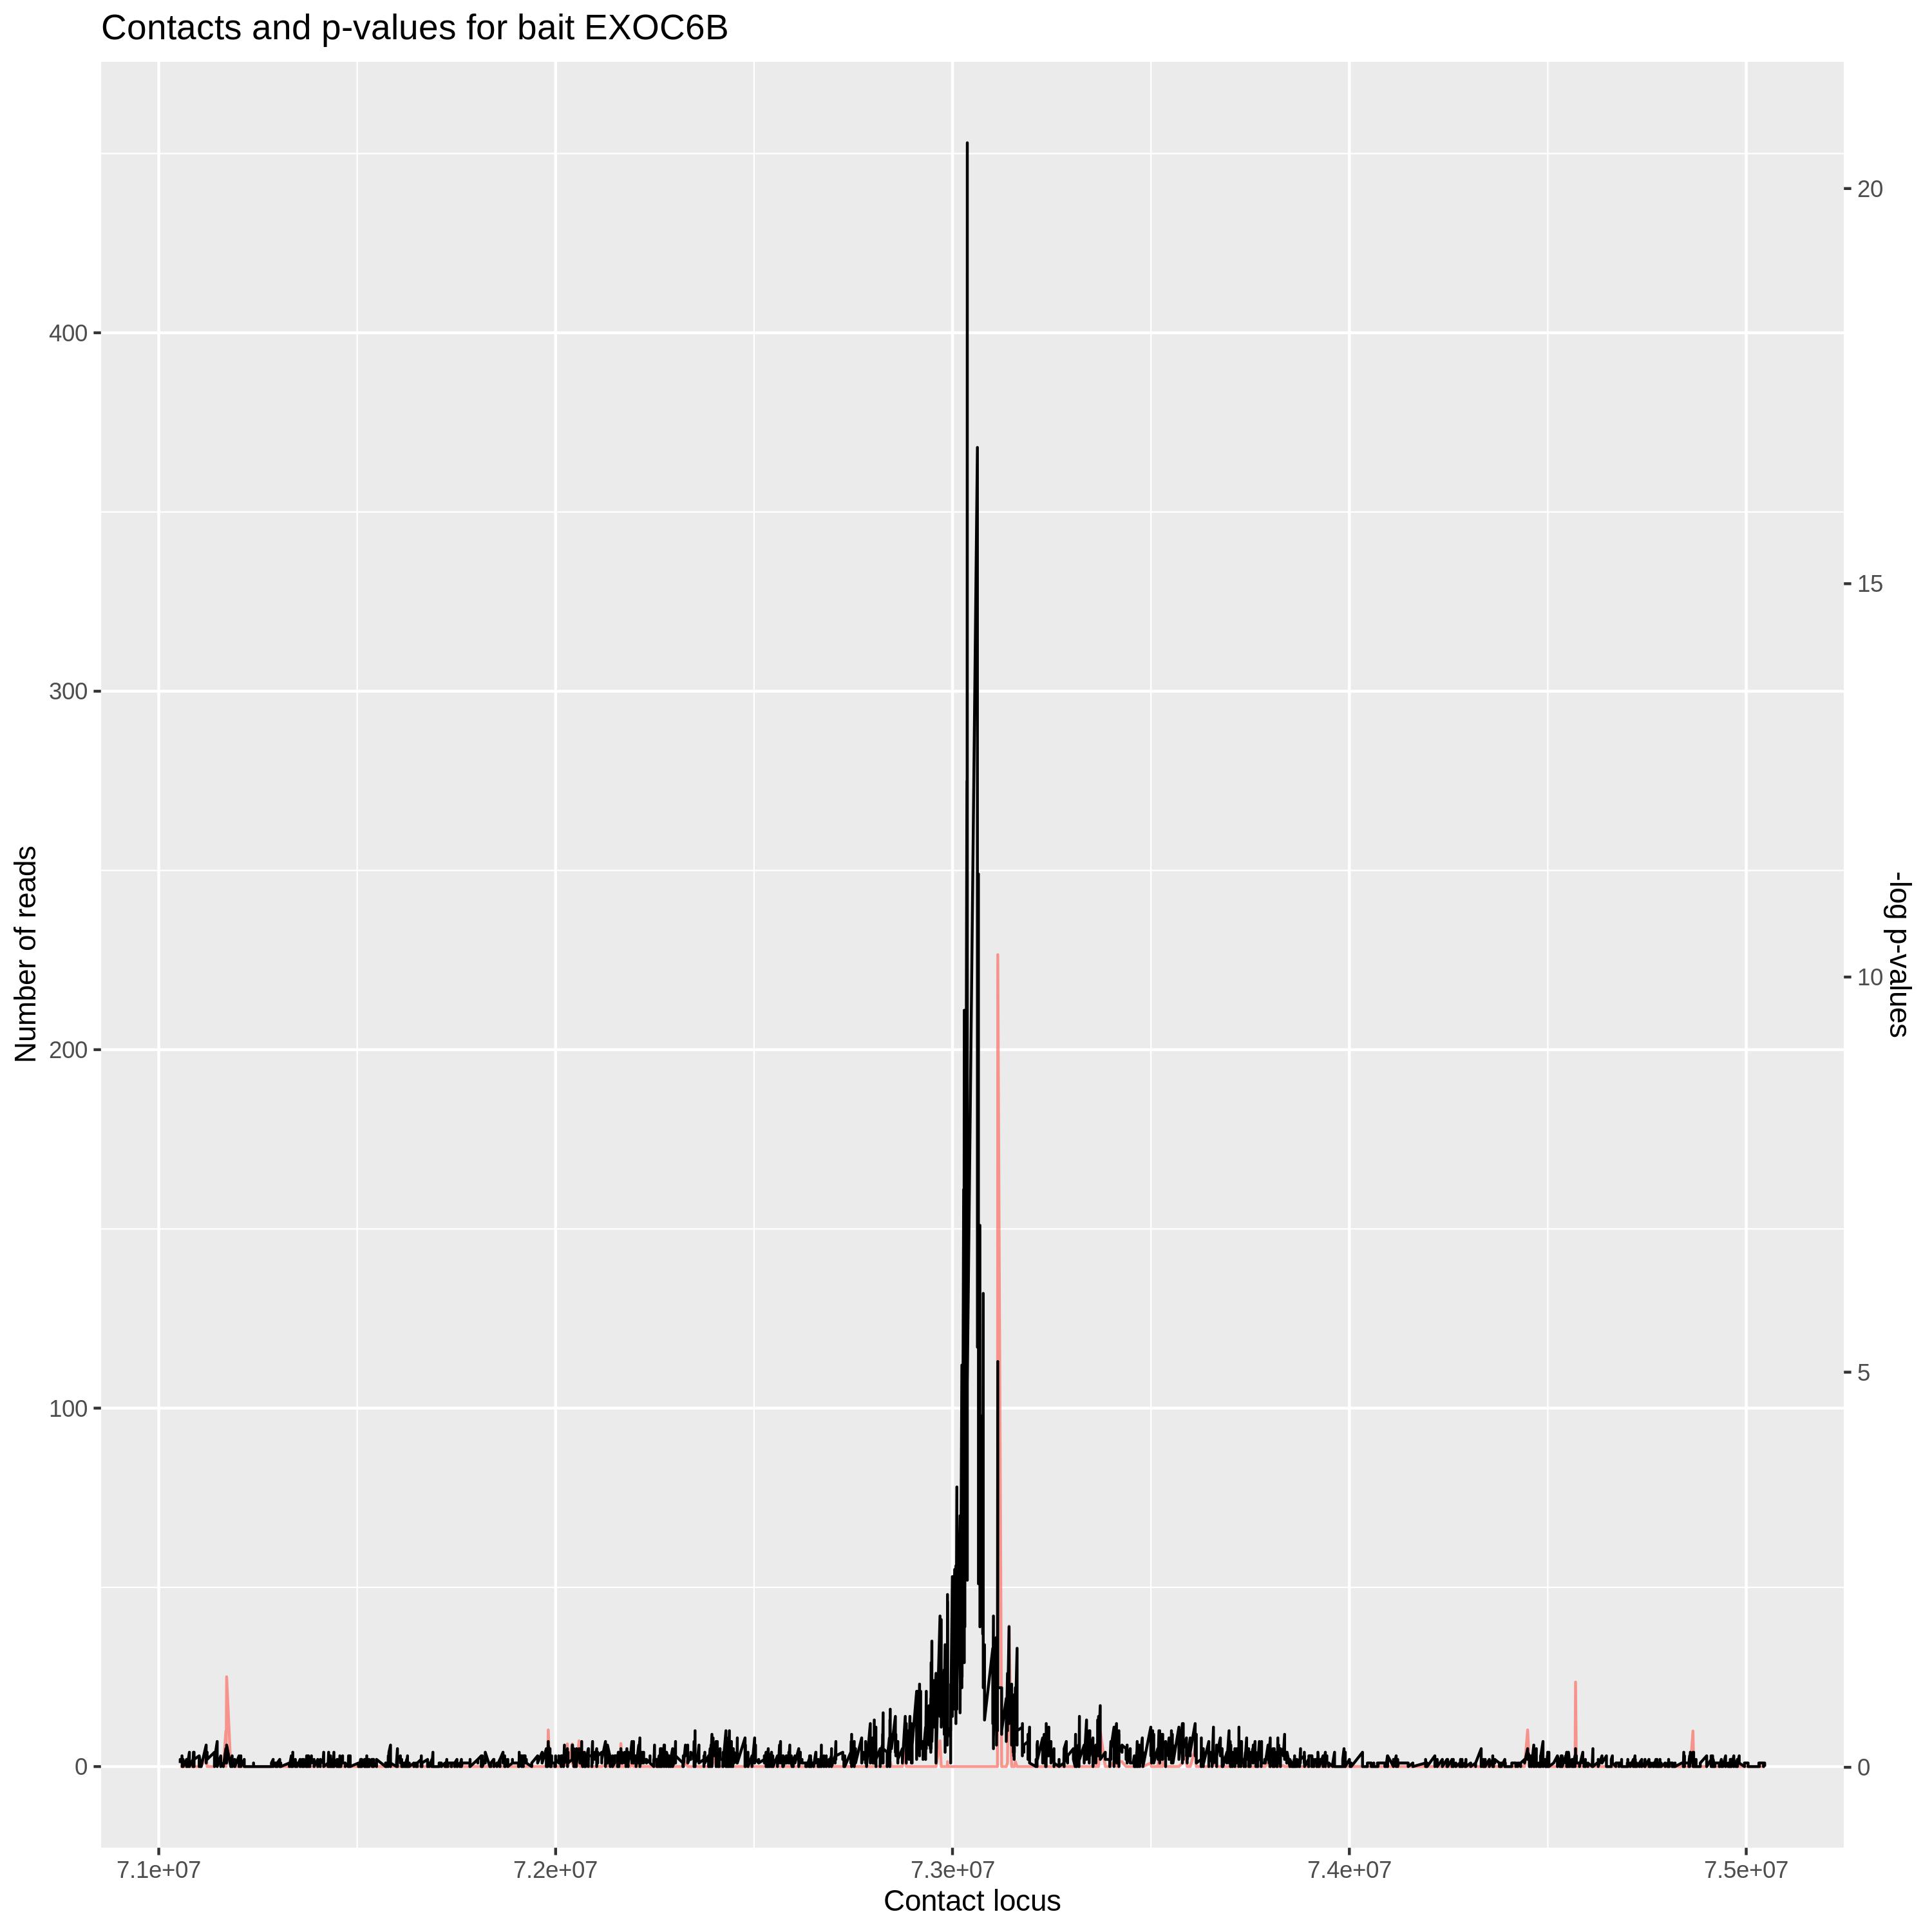 Contacts and p-values for bait EXOC6B
Number of reads
400
300
200
100
0
20
15
10
5
0
-log p-values
7.1e+07
7.2e+07
7.3e+07
7.4e+07
7.5e+07
Contact locus